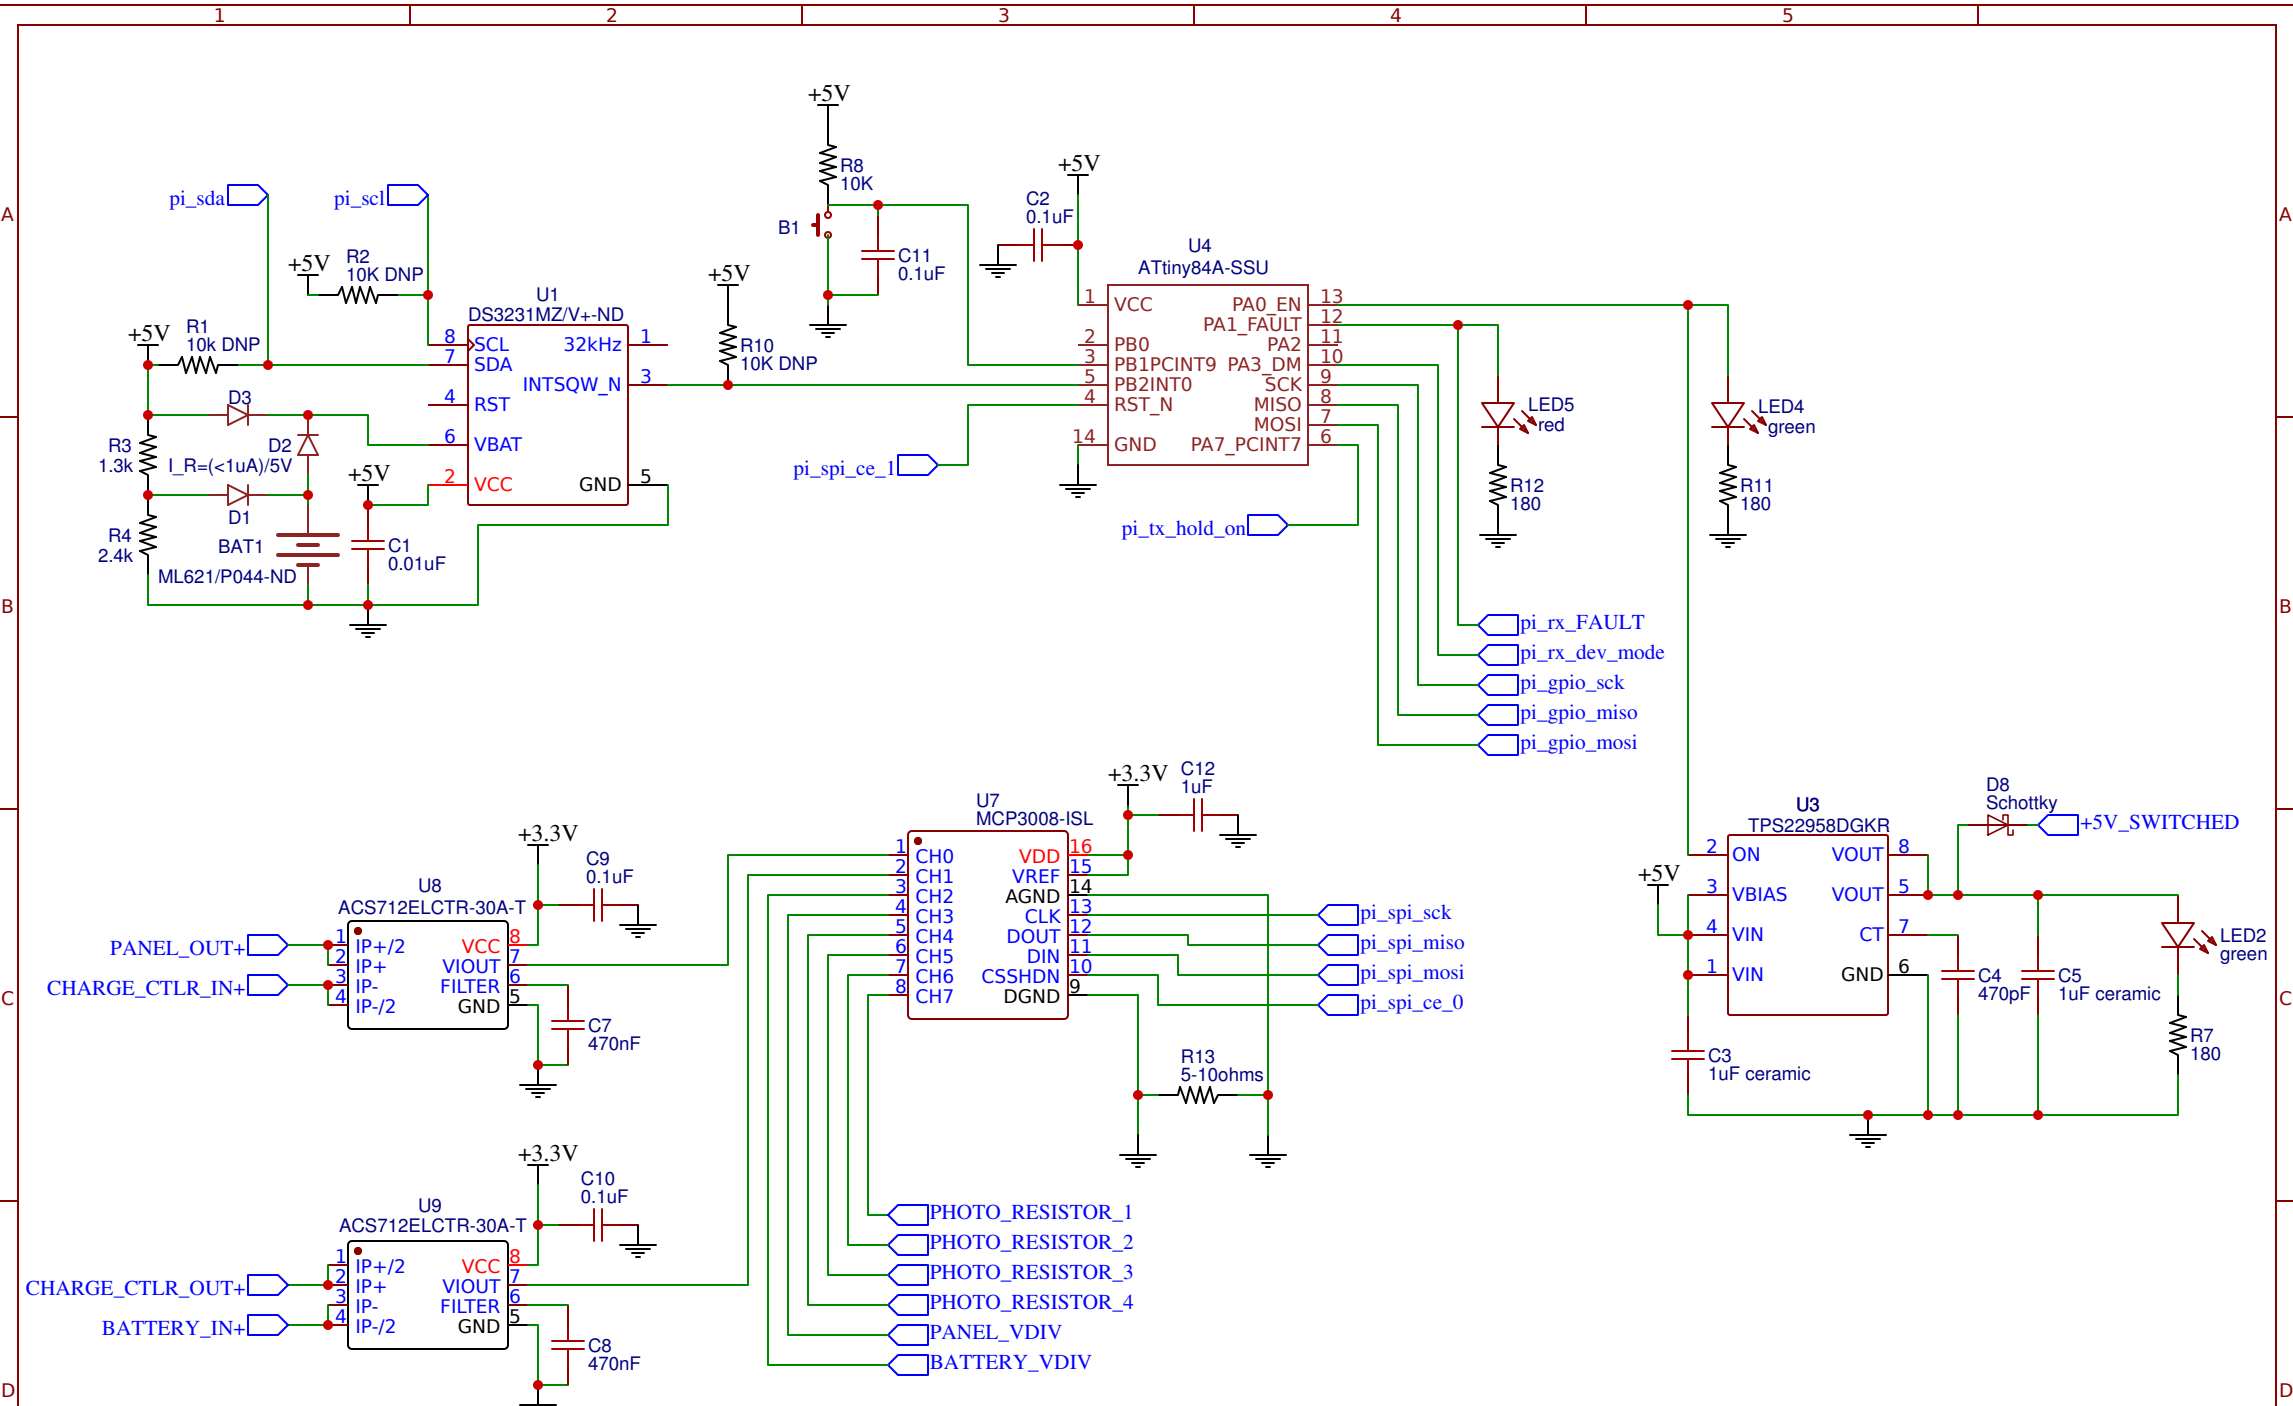 1
2
3
4
5
A
A
B
B
C
C
D
D
pi_sda
pi_scl
+5V
R2
10K DNP
+5V
R1
10k DNP
U1
DS3231MZ/V+-ND
8 SCL
7 SDA
4 RST
6 VBAT
2 VCC
32kHz 1
INTSQW_N 3
GND 5
D3
D2
I_R=(<1uA)/5V
D1
R3
1.3k
R4
2.4k
BAT1
ML621/P044-ND
+5V
C1
0.01uF
+5V
R10
10K DNP
+5V
R8
10K
B1
C11
0.1uF
+5V
C2
0.1uF
U4
ATtiny84A-SSU
1 VCC
2 PB0
3 PB1PCINT9
5 PB2INT0
4 RST_N
14 GND
PA0_EN 13
PA1_FAULT 12
PA2 11
PA3_DM 10
SCK 9
MISO 8
MOSI 7
PA7_PCINT7 6
pi_spi_ce_1
pi_tx_hold_on
LED5
red
R12
180
LED4
green
R11
180
pi_rx_FAULT
pi_rx_dev_mode
pi_gpio_sck
pi_gpio_miso
pi_gpio_mosi
+3.3V
C9
0.1uF
U8
ACS712ELCTR-30A-T
PANEL_OUT+
CHARGE_CTLR_IN+
1 IP+/2
2 IP+
3 IP-
4 IP-/2
VCC 8
VIOUT 7
FILTER 6
GND 5
C7
470nF
+3.3V
C10
0.1uF
U9
ACS712ELCTR-30A-T
CHARGE_CTLR_OUT+
BATTERY_IN+
1 IP+/2
2 IP+
3 IP-
4 IP-/2
VCC 8
VIOUT 7
FILTER 6
GND 5
C8
470nF
+3.3V
C12
1uF
U7
MCP3008-ISL
1 CH0
2 CH1
3 CH2
4 CH3
5 CH4
6 CH5
7 CH6
8 CH7
VDD 16
VREF 15
AGND 14
CLK 13
DOUT 12
DIN 11
CSSHDN 10
DGND 9
pi_spi_sck
pi_spi_miso
pi_spi_mosi
pi_spi_ce_0
R13
5-10ohms
PHOTO_RESISTOR_1
PHOTO_RESISTOR_2
PHOTO_RESISTOR_3
PHOTO_RESISTOR_4
PANEL_VDIV
BATTERY_VDIV
D8
Schottky
+5V_SWITCHED
U3
TPS22958DGKR
+5V
2 ON
3 VBIAS
4 VIN
1 VIN
VOUT 8
VOUT 5
CT 7
GND 6
C3
1uF ceramic
C4
470pF
C5
1uF ceramic
LED2
green
R7
180